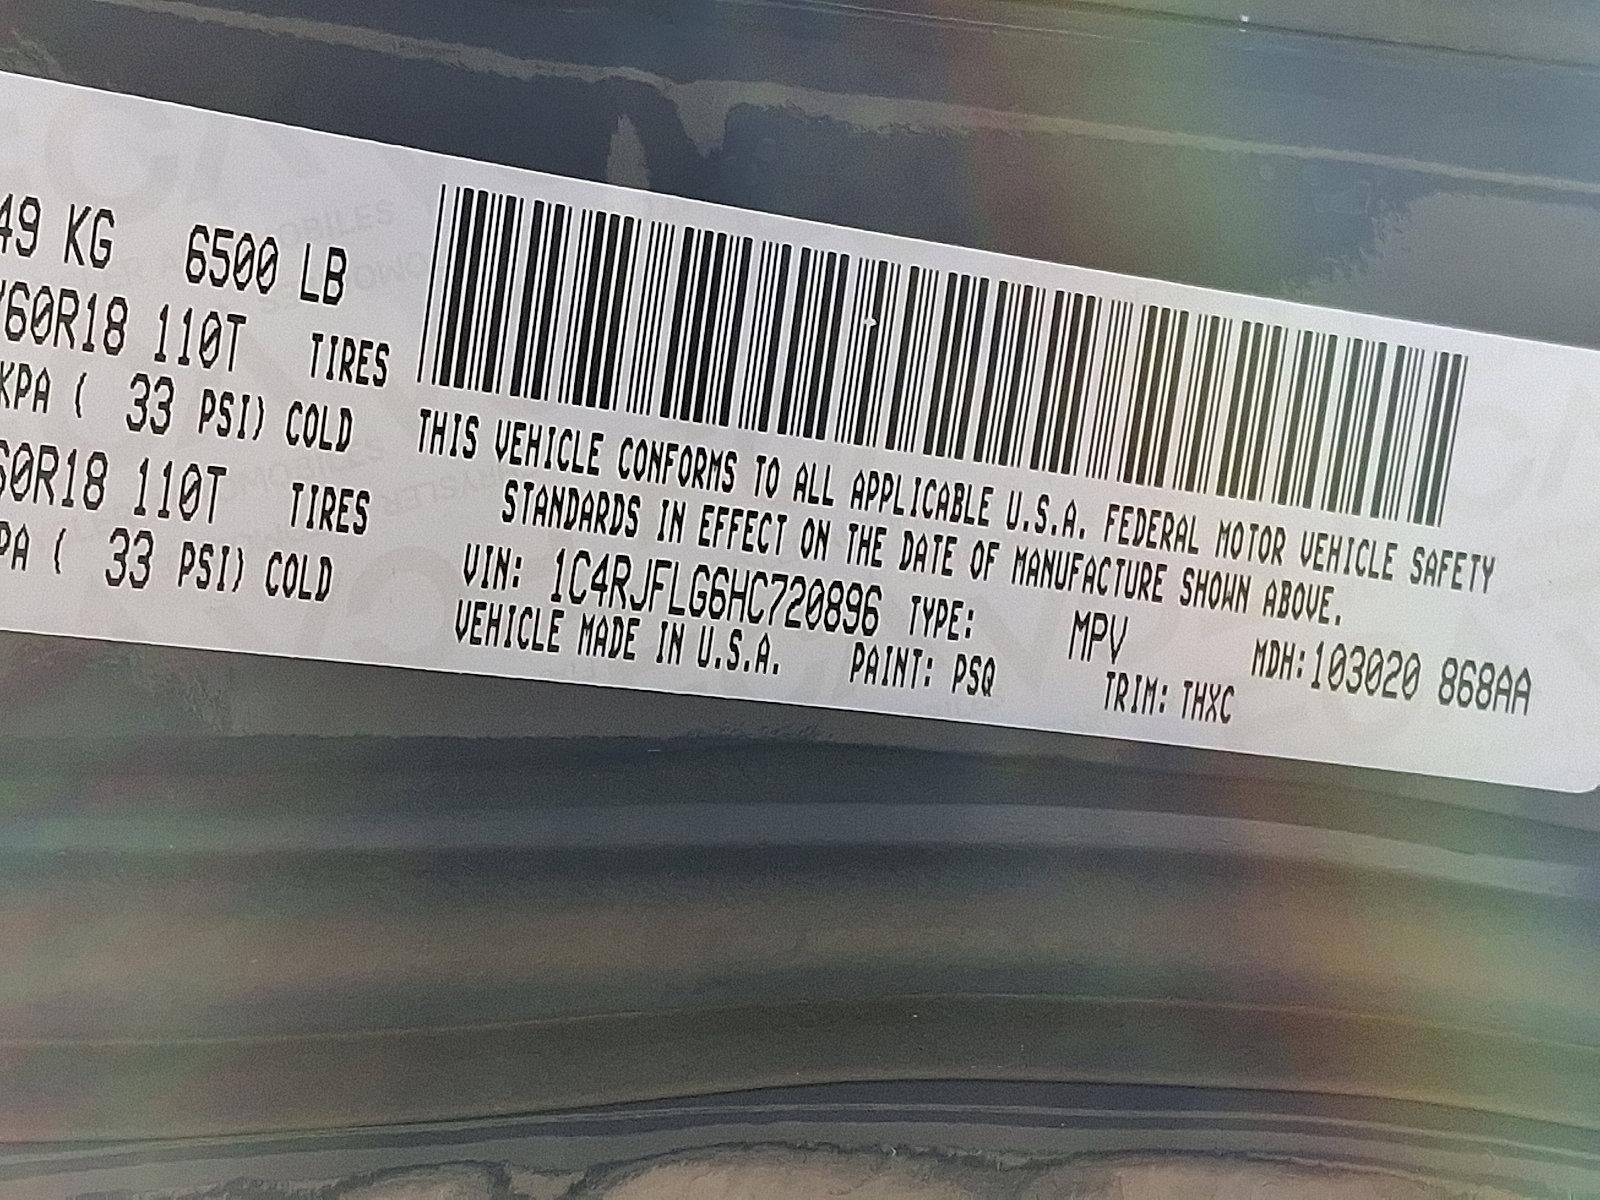 49 KG 6500 LB
60R18 110T TIRES
KPA ( 33 PSI) COLD
60R18 110T TIRES
PA ( 33 PSI) COLD
THIS VEHICLE CONFORMS TO ALL APPLICABLE U.S.A. FEDERAL MOTOR VEHICLE SAFETY
STANDARDS IN EFFECT ON THE DATE OF MANUFACTURE SHOWN ABOVE.
VIN: 1C4RJFLG6HC720896 TYPE: MPV MDH:103020 868AA
VEHICLE MADE IN U.S.A. PAINT: PSQ TRIM: THXC